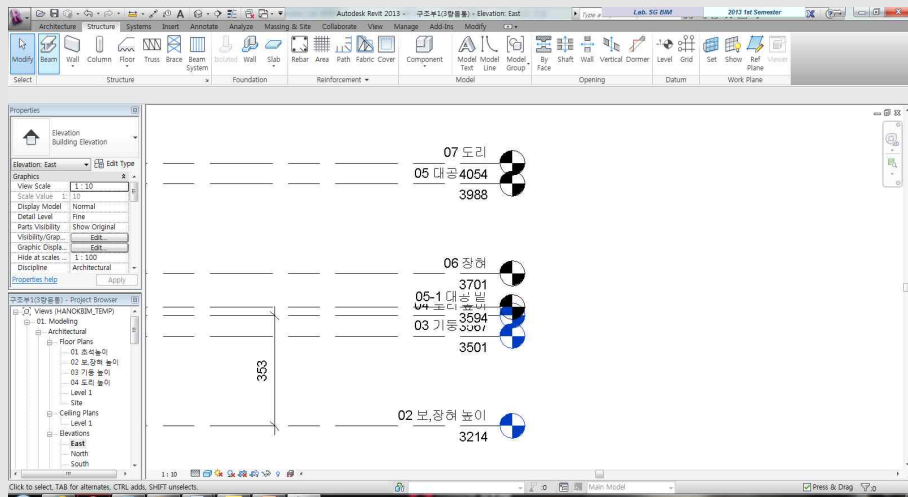 Autodesk Revit 2013 - 구조부1(3량몸통) - Elevation: East
Lab. SG BIM
2013 1st Semester
Architecture Structure Systems Insert Annotate Analyze Massing & Site Collaborate View Manage Add-Ins Modify
Modify Beam Wall Column Floor Truss Brace Beam System Isolated Wall Slab Rebar Area Path Fabric Cover Component Model Text Model Line Model Group By Face Shaft Wall Vertical Dormer Level Grid Set Show Ref Plane Viewer
Select Structure Foundation Reinforcement Model Opening Datum Work Plane
Properties
Elevation
Building Elevation
Elevation: East Edit Type
Graphics
View Scale 1 : 10
Scale Value 1: 10
Display Model Normal
Detail Level Fine
Parts Visibility Show Original
Visibility/Grap... Edit...
Graphic Displa... Edit...
Hide at scales ... 1 : 100
Discipline Architectural
Properties help Apply
구조부1(3량몸통) - Project Browser
Views (HANOKBIM_TEMP)
01. Modeling
Architectural
Floor Plans
01 초석높이
02 보,장혀 높이
03 기둥 높이
04 도리 높이
Level 1
Site
Ceiling Plans
Level 1
Elevations
East
North
South
07 도리
05 대공 4054
3988
06 장혀
3701
05-1 대공 밑
04 도리 높이
3594
03 기둥 3567
3501
353
02 보,장혀 높이
3214
1 : 10
Click to select, TAB for alternates, CTRL adds, SHIFT unselects.
:0
Main Model
Press & Drag
:0